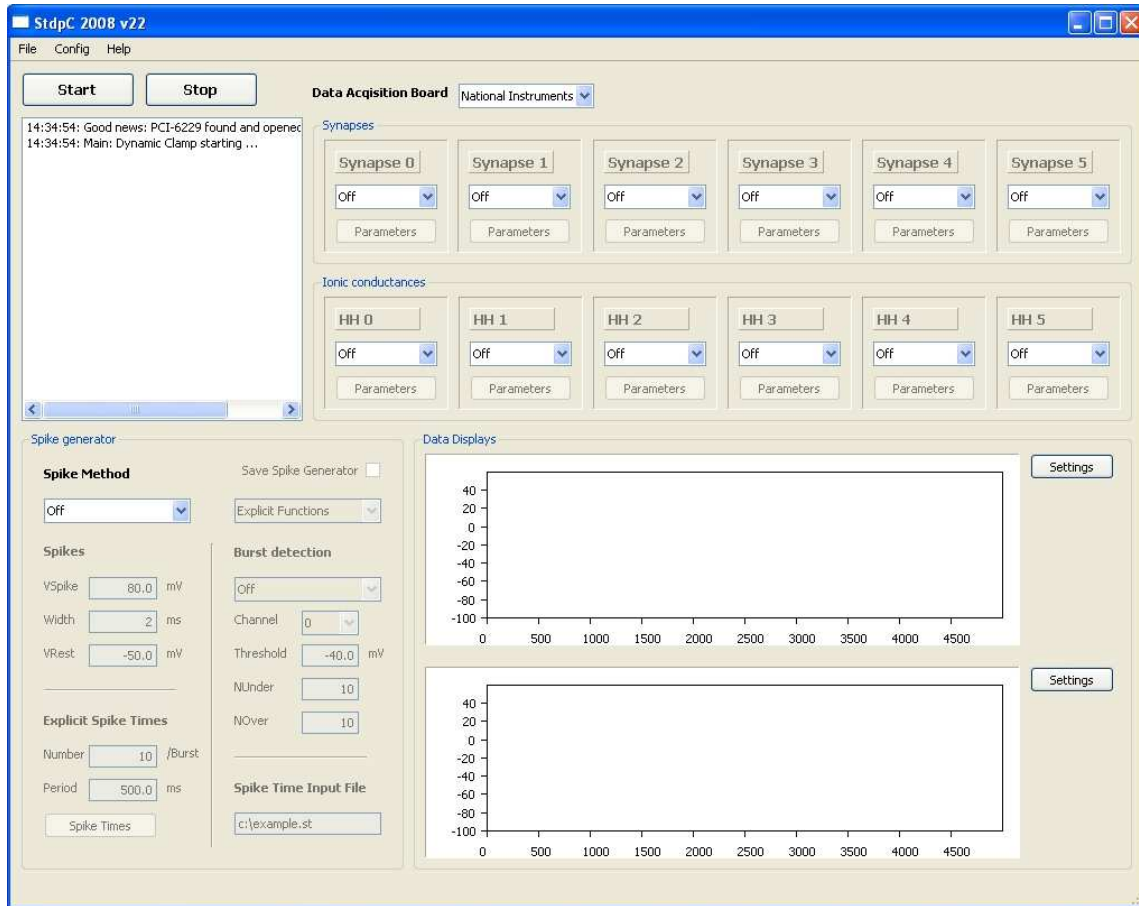 StdpC 2008 v22
File Config Help
Start Stop
Data Acqisition Board National Instruments
14:34:54: Good news: PCI-6229 found and opened
14:34:54: Main: Dynamic Clamp starting ...
Synapses
Synapse 0 Synapse 1 Synapse 2 Synapse 3 Synapse 4 Synapse 5
Off Off Off Off Off Off
Parameters Parameters Parameters Parameters Parameters Parameters
Ionic conductances
HH 0 HH 1 HH 2 HH 3 HH 4 HH 5
Off Off Off Off Off Off
Parameters Parameters Parameters Parameters Parameters Parameters
Spike generator
Spike Method
Off
Save Spike Generator
Explicit Functions
Spikes
VSpike 80.0 mV
Width 2 ms
VRest -50.0 mV
Explicit Spike Times
Number 10 /Burst
Period 500.0 ms
Spike Times
Burst detection
Off
Channel 0
Threshold -40.0 mV
NUnder 10
NOver 10
Spike Time Input File
c:\example.st
Data Displays
Settings
40
20
0
-20
-40
-60
-80
-100
0 500 1000 1500 2000 2500 3000 3500 4000 4500
Settings
40
20
0
-20
-40
-60
-80
-100
0 500 1000 1500 2000 2500 3000 3500 4000 4500